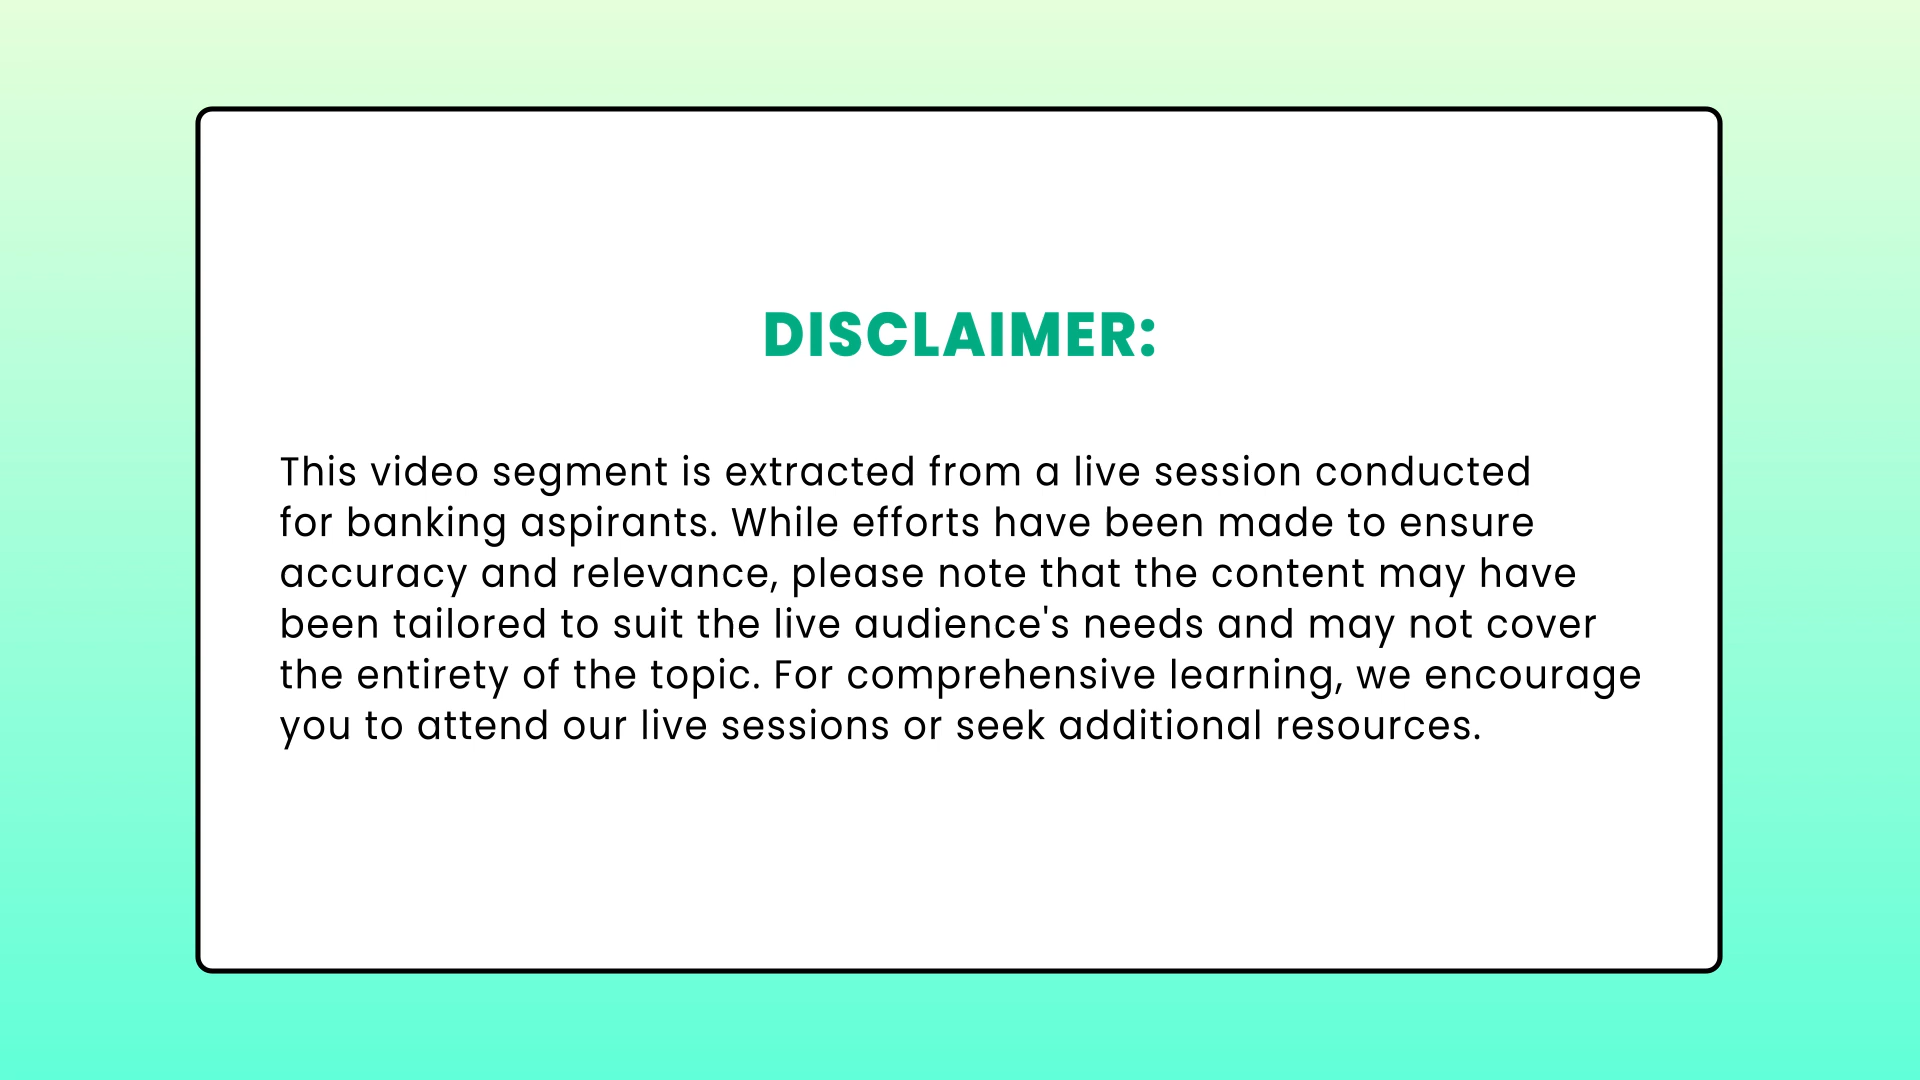 DISCLAIMER:
This video segment is extracted from a live session conducted
for banking aspirants. While efforts have been made to ensure
accuracy and relevance, please note that the content may have
been tailored to suit the live audience's needs and may not cover
the entirety of the topic. For comprehensive learning, we encourage
you to attend our live sessions or seek additional resources.